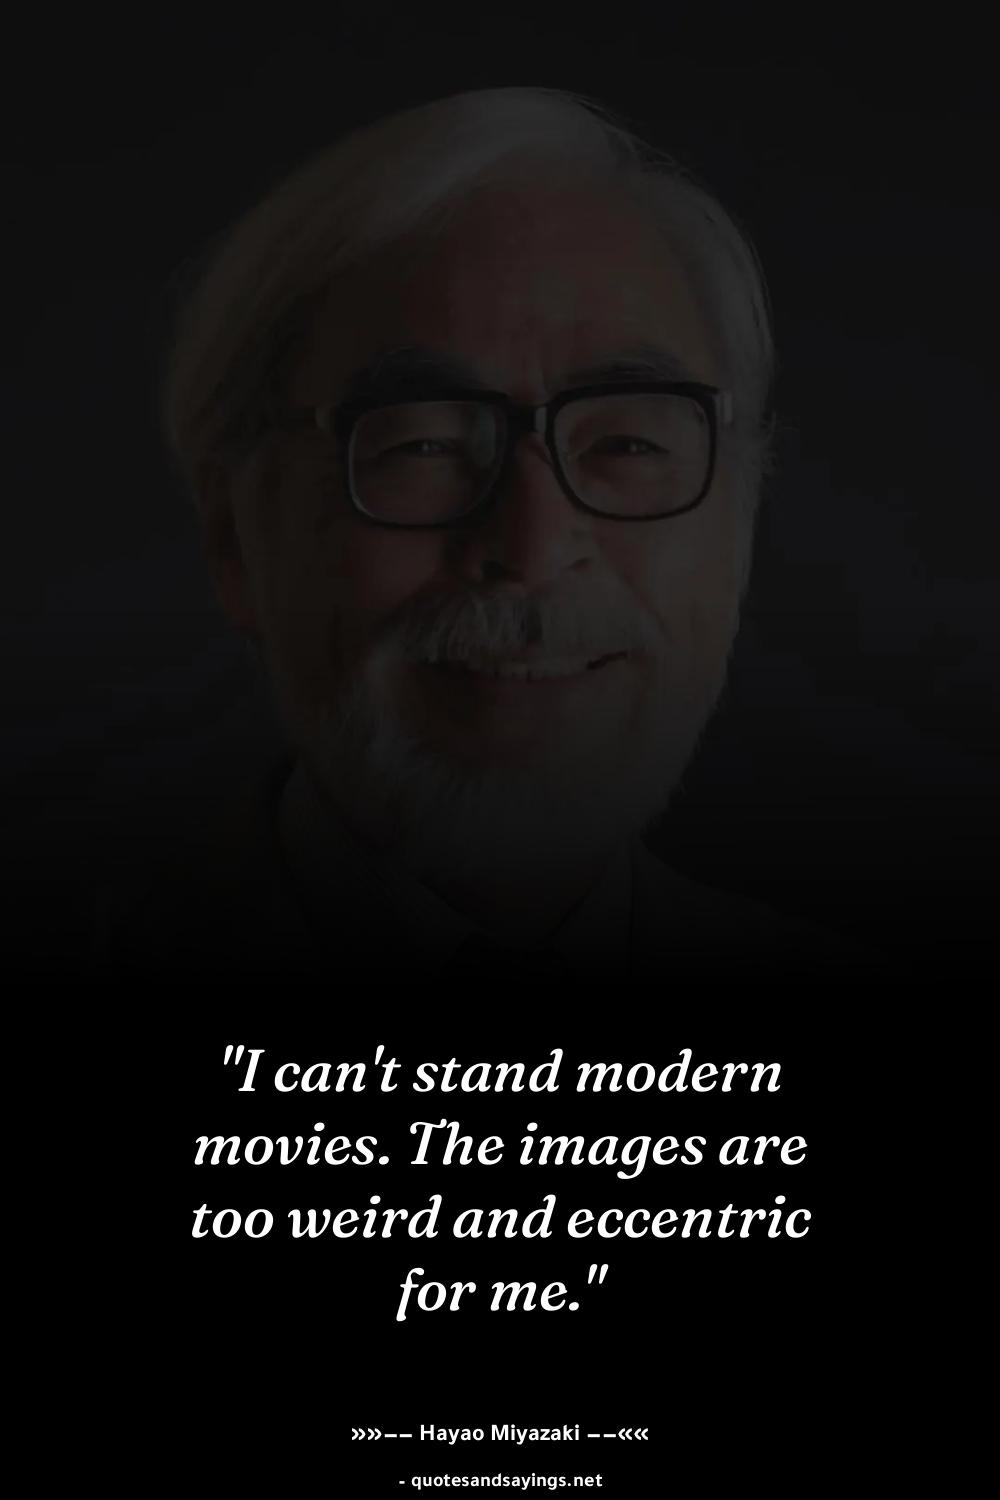 "I can't stand modern
movies. The images are
too weird and eccentric
for me."
»»−− Hayao Miyazaki −−««
- quotesandsayings.net